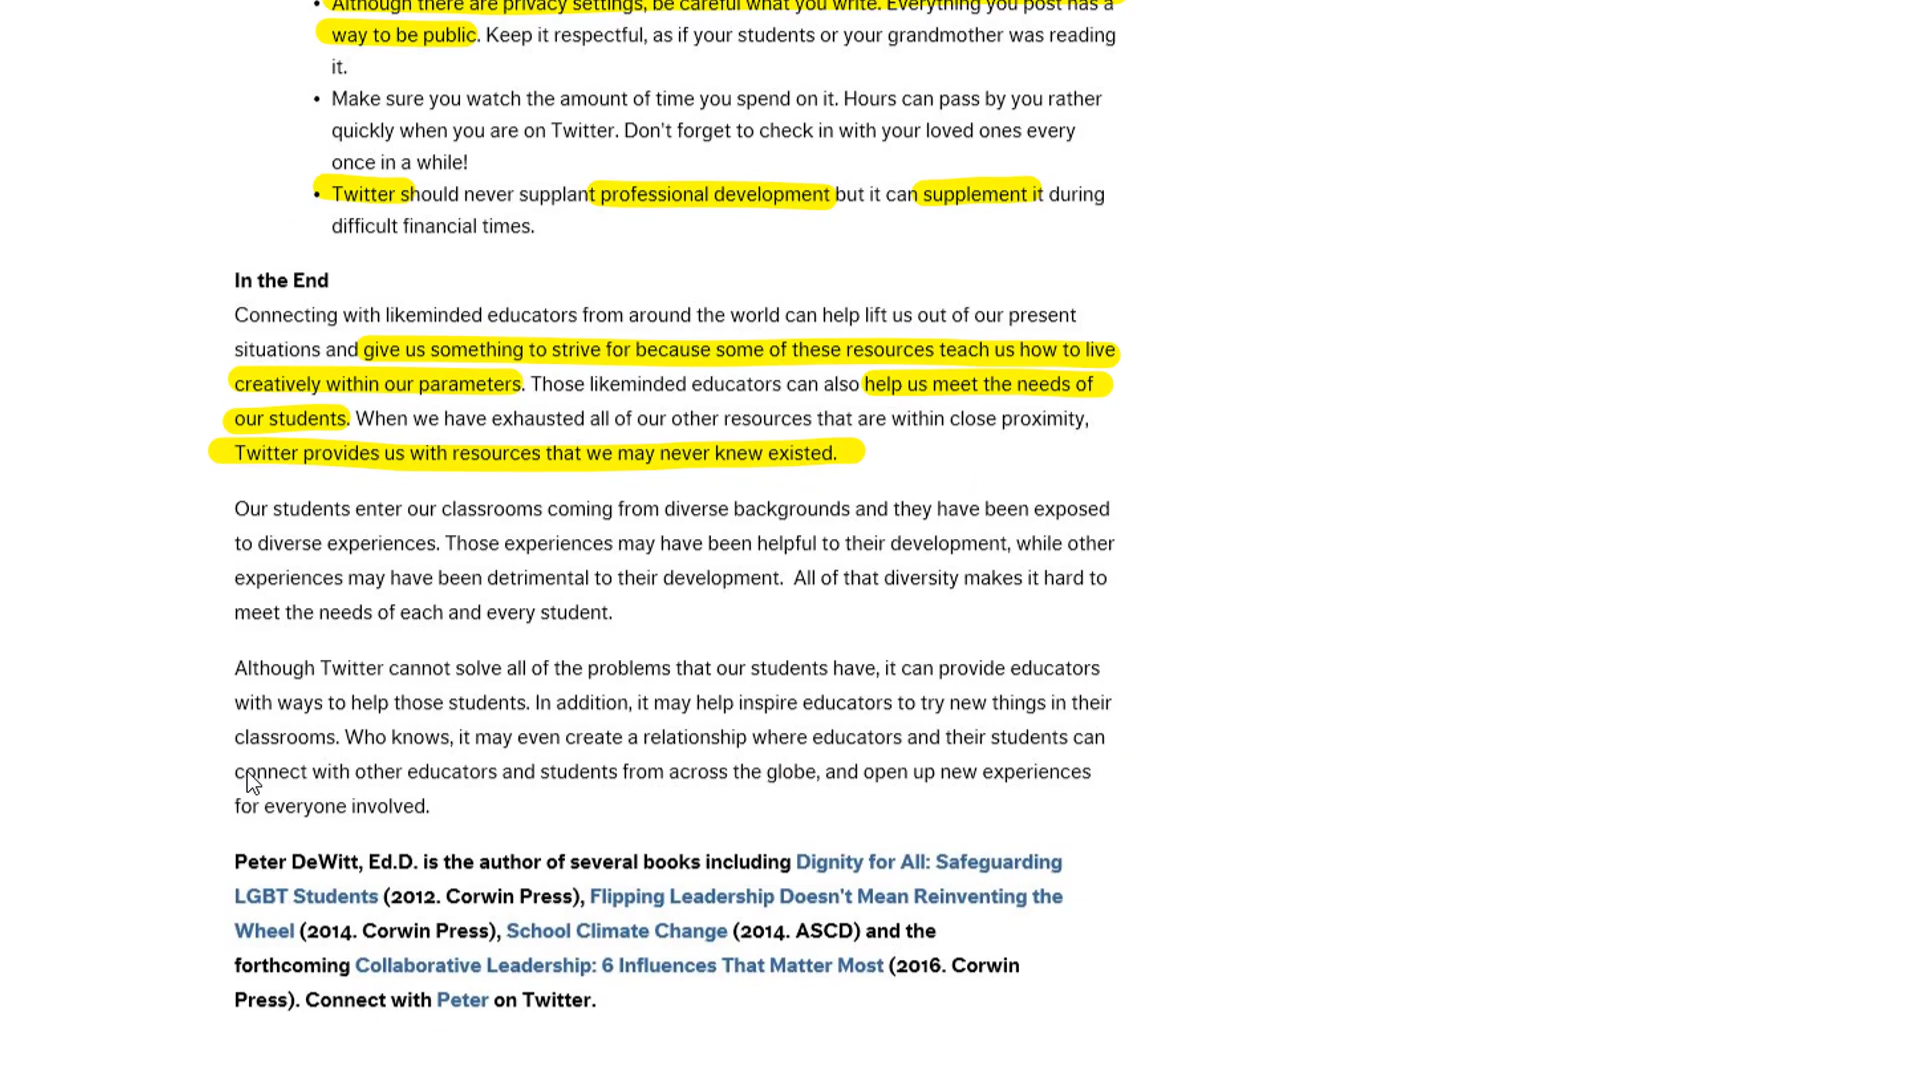 • Although there are privacy settings, be careful what you write. Everything you post has a
way to be public. Keep it respectful, as if your students or your grandmother was reading
it.
• Make sure you watch the amount of time you spend on it. Hours can pass by you rather
quickly when you are on Twitter. Don't forget to check in with your loved ones every
once in a while!
• Twitter should never supplant professional development but it can supplement it during
difficult financial times.
In the End
Connecting with likeminded educators from around the world can help lift us out of our present
situations and give us something to strive for because some of these resources teach us how to live
creatively within our parameters. Those likeminded educators can also help us meet the needs of
our students. When we have exhausted all of our other resources that are within close proximity,
Twitter provides us with resources that we may never knew existed.
Our students enter our classrooms coming from diverse backgrounds and they have been exposed
to diverse experiences. Those experiences may have been helpful to their development, while other
experiences may have been detrimental to their development.  All of that diversity makes it hard to
meet the needs of each and every student.
Although Twitter cannot solve all of the problems that our students have, it can provide educators
with ways to help those students. In addition, it may help inspire educators to try new things in their
classrooms. Who knows, it may even create a relationship where educators and their students can
connect with other educators and students from across the globe, and open up new experiences
for everyone involved.
Peter DeWitt, Ed.D. is the author of several books including Dignity for All: Safeguarding
LGBT Students (2012. Corwin Press), Flipping Leadership Doesn't Mean Reinventing the
Wheel (2014. Corwin Press), School Climate Change (2014. ASCD) and the
forthcoming Collaborative Leadership: 6 Influences That Matter Most (2016. Corwin
Press). Connect with Peter on Twitter.